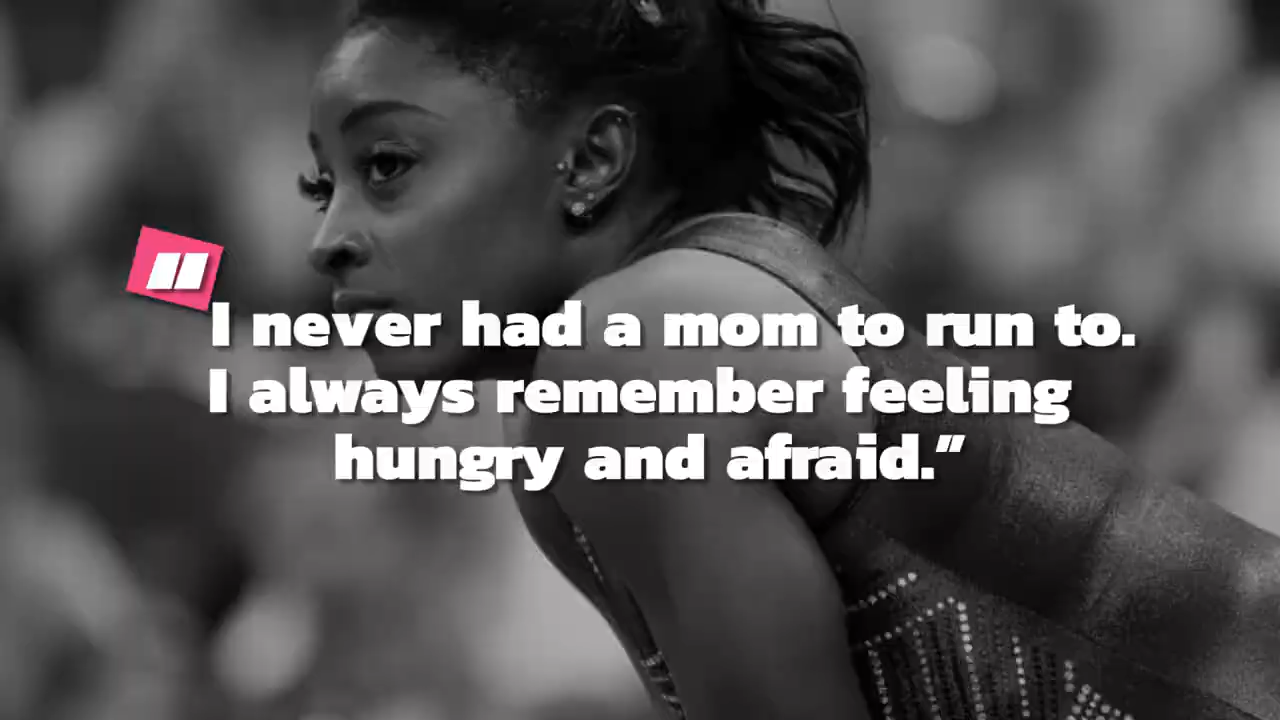 "I never had a mom to run to.
I always remember feeling
hungry and afraid.”